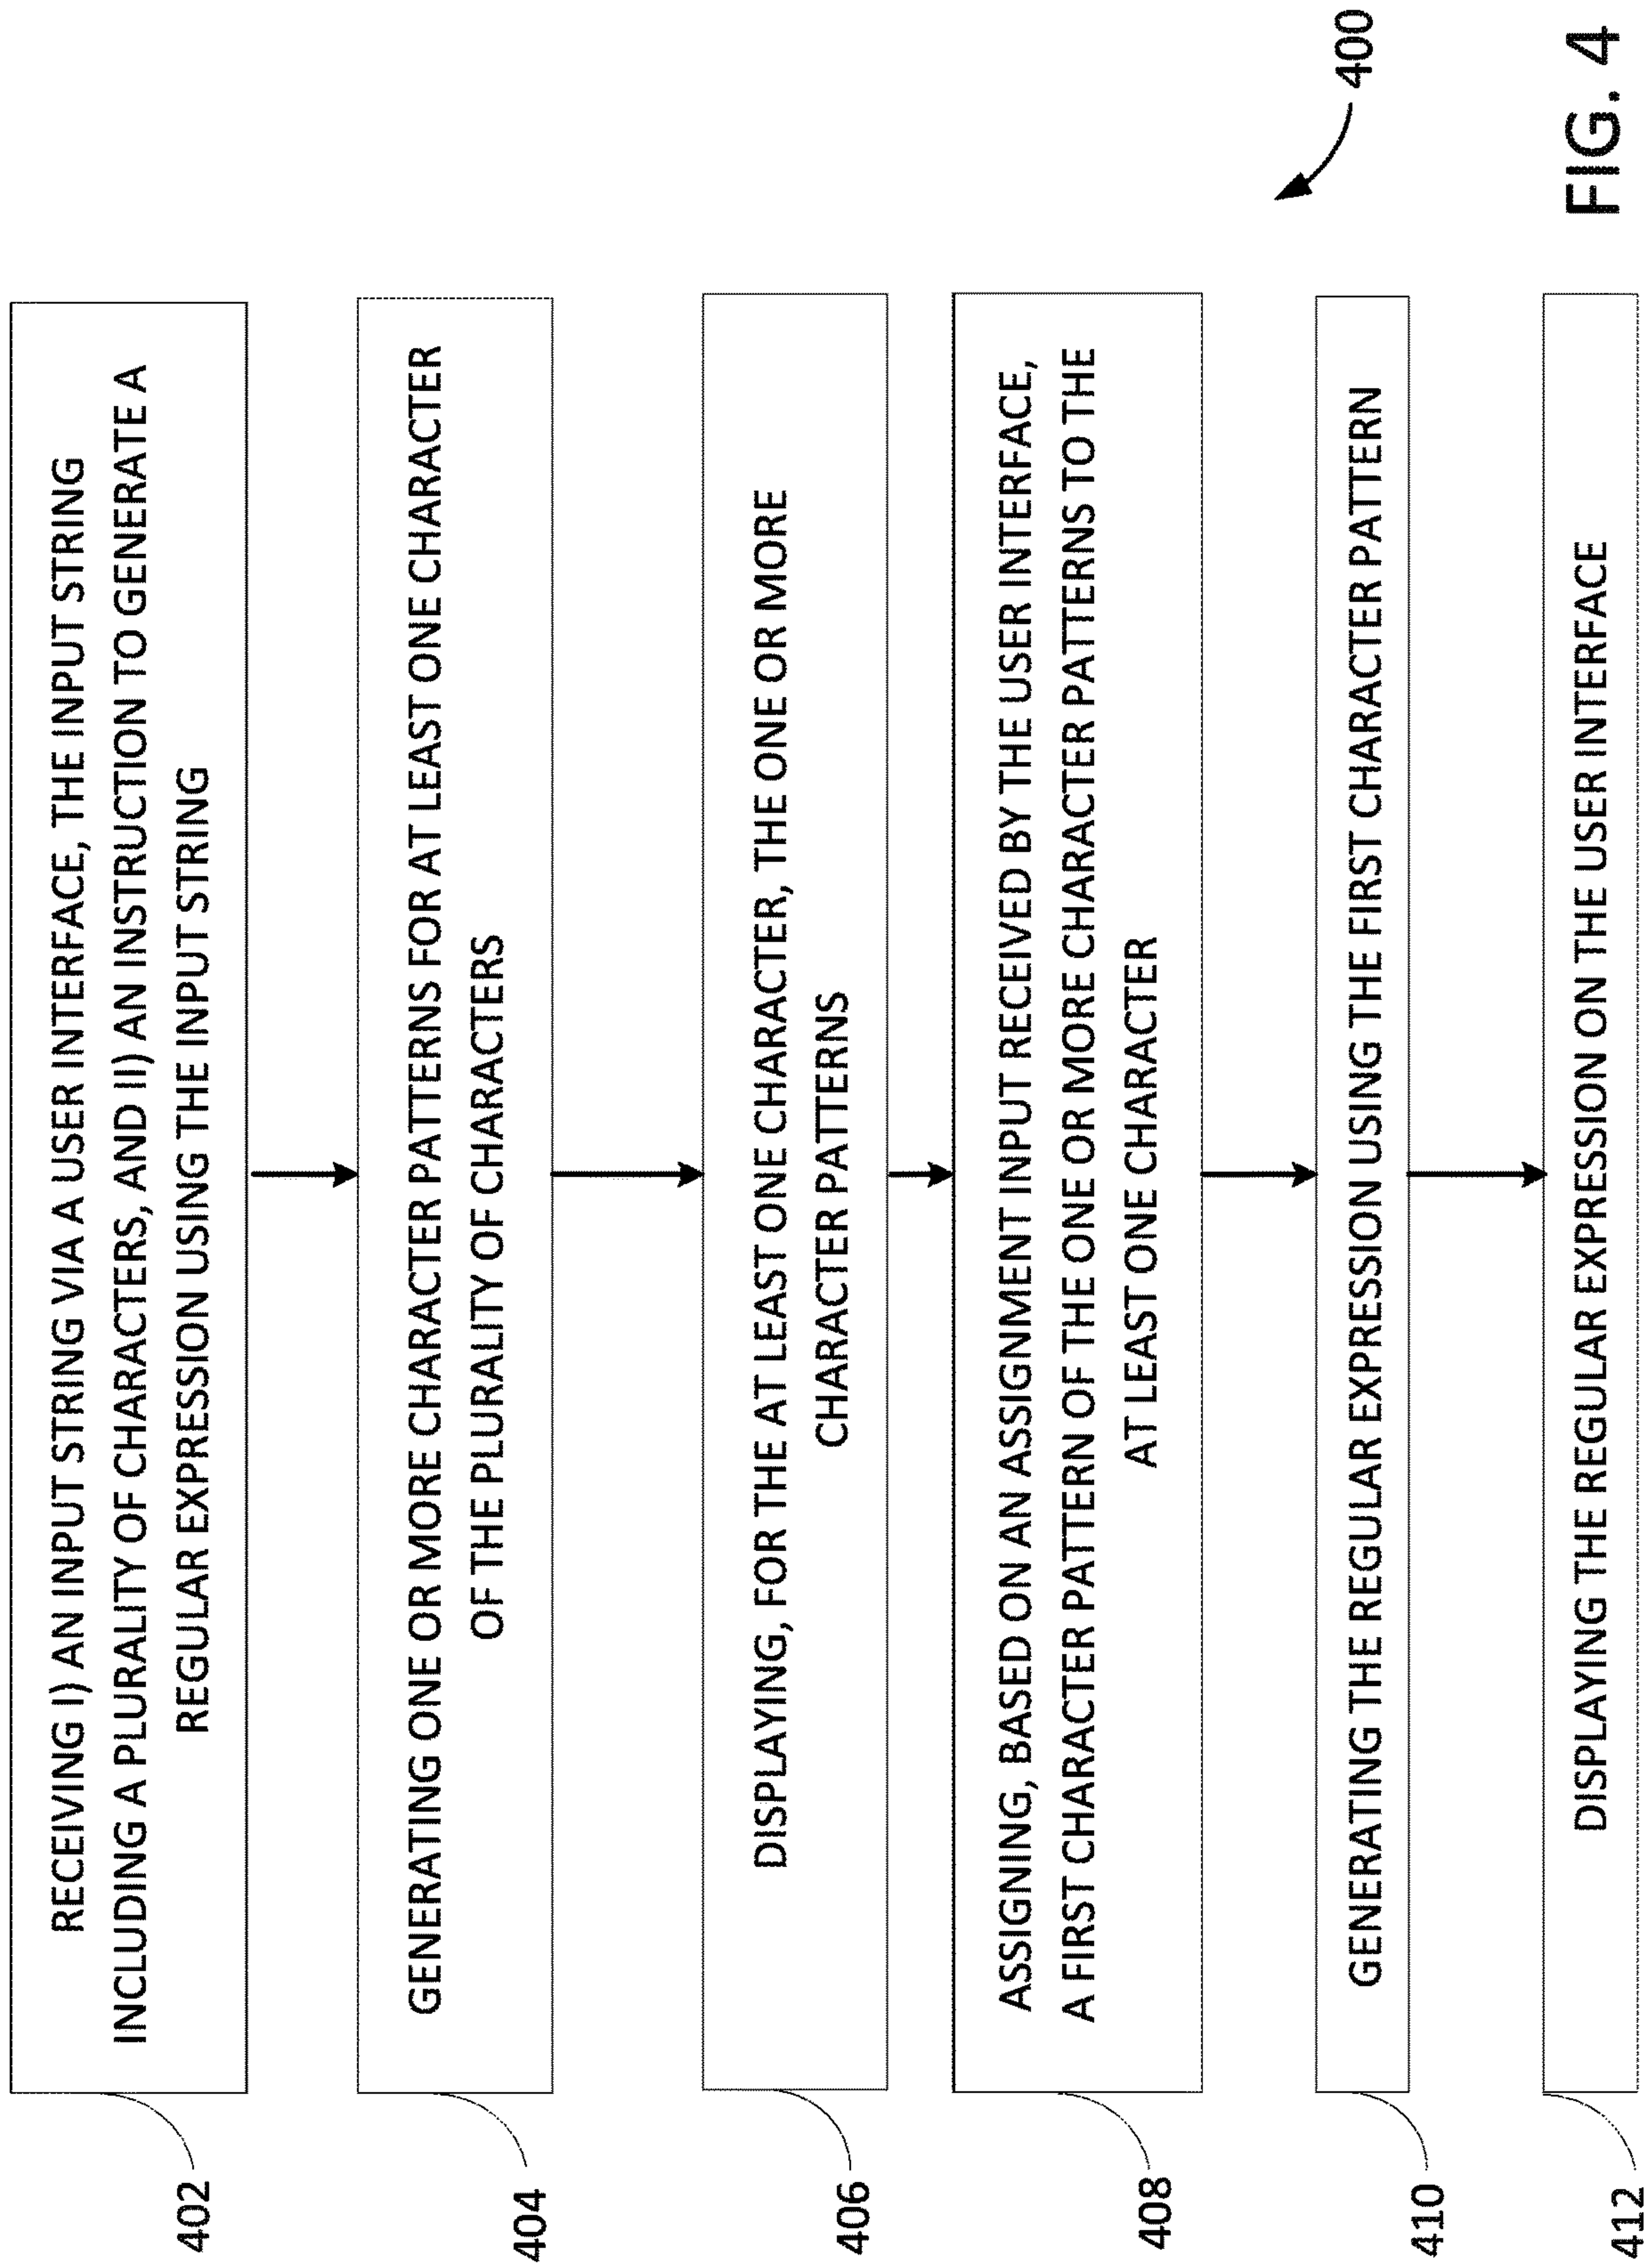 402
RECEIVING I) AN INPUT STRING VIA A USER INTERFACE, THE INPUT STRING
INCLUDING A PLURALITY OF CHARACTERS, AND II) AN INSTRUCTION TO GENERATE A
REGULAR EXPRESSION USING THE INPUT STRING
404
GENERATING ONE OR MORE CHARACTER PATTERNS FOR AT LEAST ONE CHARACTER
OF THE PLURALITY OF CHARACTERS
406
DISPLAYING, FOR THE AT LEAST ONE CHARACTER, THE ONE OR MORE
CHARACTER PATTERNS
408
ASSIGNING, BASED ON AN ASSIGNMENT INPUT RECEIVED BY THE USER INTERFACE,
A FIRST CHARACTER PATTERN OF THE ONE OR MORE CHARACTER PATTERNS TO THE
AT LEAST ONE CHARACTER
410
GENERATING THE REGULAR EXPRESSION USING THE FIRST CHARACTER PATTERN
412
DISPLAYING THE REGULAR EXPRESSION ON THE USER INTERFACE
400
FIG. 4